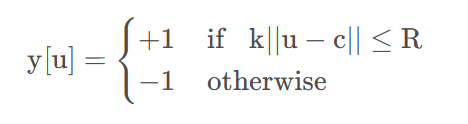 y[u] = { +1 if k||u − c|| ≤ R
−1 otherwise